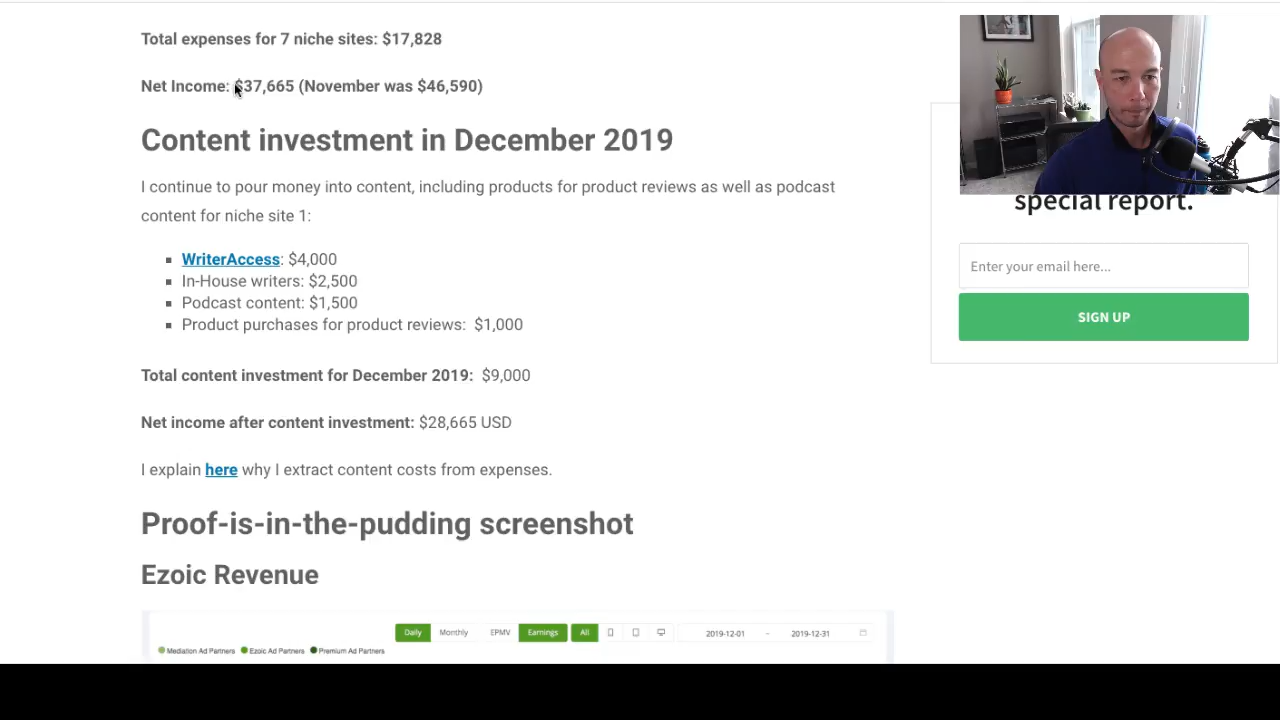 Total expenses for 7 niche sites: $17,828
Net Income: $37,665 (November was $46,590)
Content investment in December 2019
I continue to pour money into content, including products for product reviews as well as podcast
content for niche site 1:
WriterAccess: $4,000
In-House writers: $2,500
Podcast content: $1,500
Product purchases for product reviews: $1,000
Total content investment for December 2019: $9,000
Net income after content investment: $28,665 USD
I explain here why I extract content costs from expenses.
Proof-is-in-the-pudding screenshot
Ezoic Revenue
Daily Monthly EPMV Earnings All 2019-12-01 - 2019-12-31
Mediation Ad Partners Ezoic Ad Partners Premium Ad Partners
special report.
Enter your email here...
SIGN UP